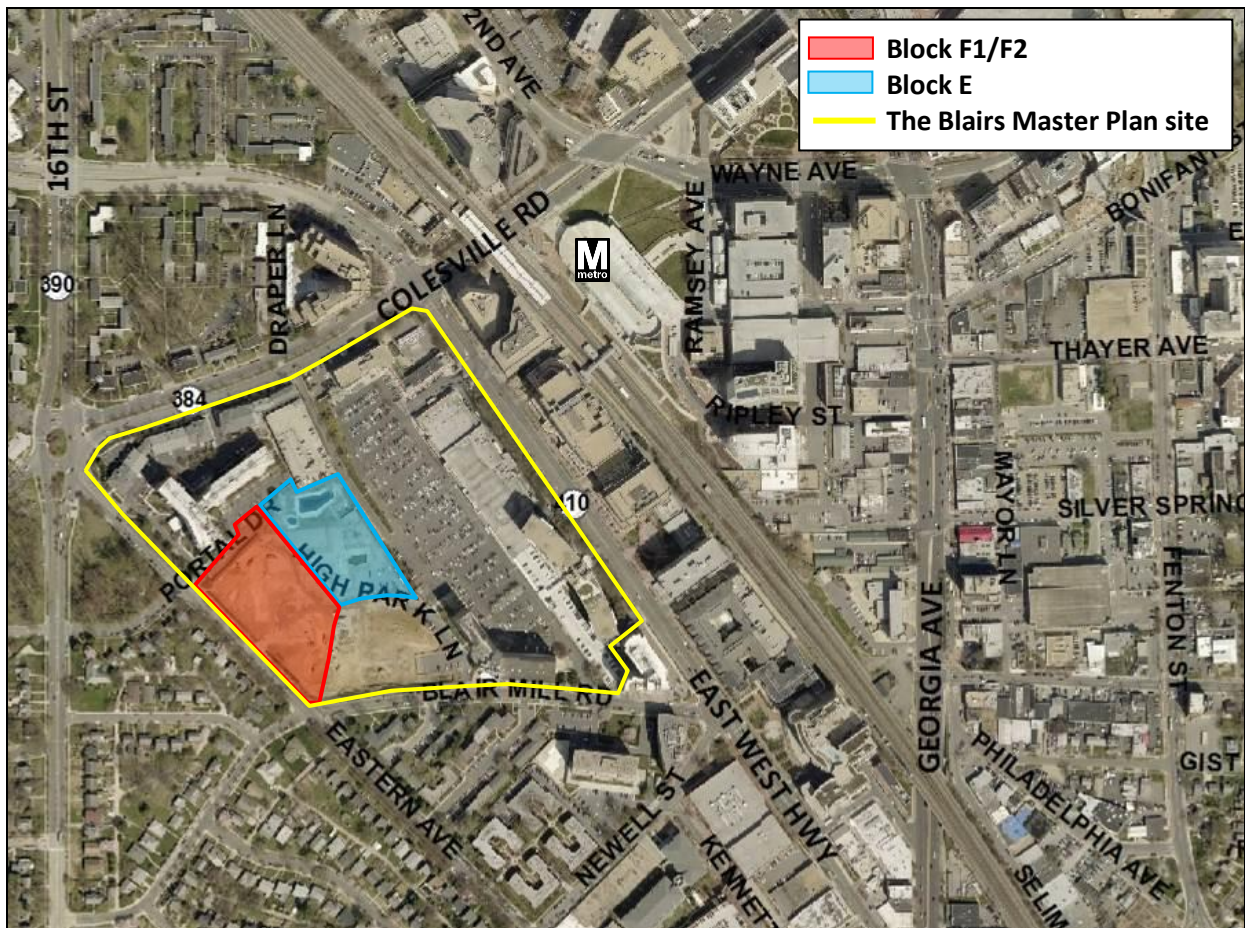 Block F1/F2
Block E
The Blairs Master Plan site
2ND AVE
16TH ST
WAYNE AVE
BONIFANT S
E
COLESVILLE RD
DRAPER LN
RAMSEY AVE
M
metro
390
THAYER AVE
384
RIPLEY ST
MAYOR LN
SILVER SPRING
410
PORTAL DR
HIGH PARK LN
FENTON ST
GEORGIA AVE
BLAIR MILL RD
EAST WEST HWY
EASTERN AVE
PHILADELPHIA AVE
GIST
NEWELL ST
KENNETT
SELIM